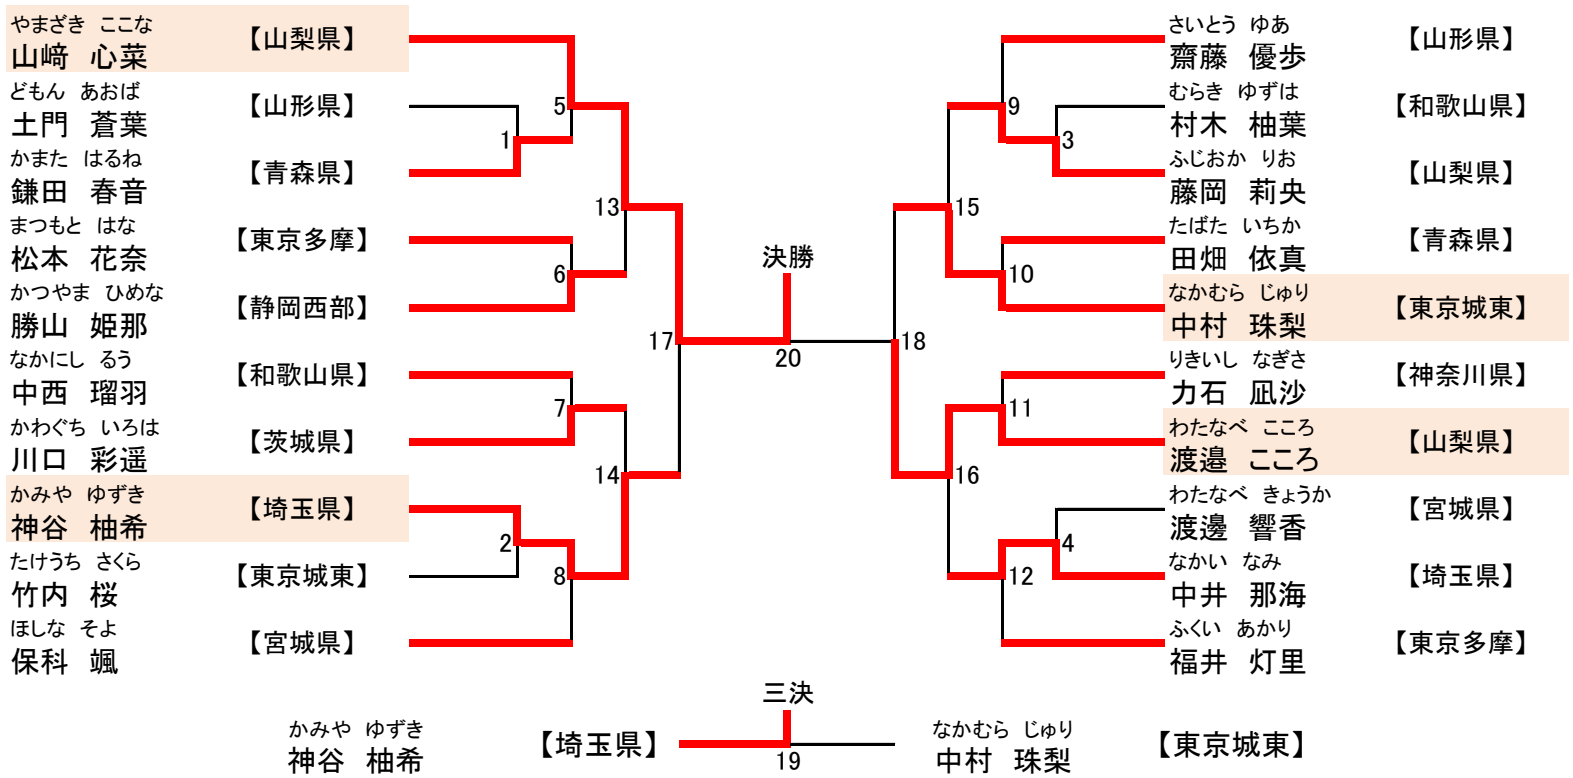 やまざき ここな
山﨑 心菜 【山梨県】
どもん あおば
土門 蒼葉 【山形県】
かまた はるね
鎌田 春音 【青森県】
まつもと はな
松本 花奈 【東京多摩】
かつやま ひめな
勝山 姫那 【静岡西部】
なかにし るう
中西 瑠羽 【和歌山県】
かわぐち いろは
川口 彩遥 【茨城県】
かみや ゆずき
神谷 柚希 【埼玉県】
たけうち さくら
竹内 桜 【東京城東】
ほしな そよ
保科 颯 【宮城県】
1
2
5
6
7
8
13
14
17
決勝
20
18
15
16
9
10
11
12
3
4
さいとう ゆあ
齋藤 優歩 【山形県】
むらき ゆずは
村木 柚葉 【和歌山県】
ふじおか りお
藤岡 莉央 【山梨県】
たばた いちか
田畑 依真 【青森県】
なかむら じゅり
中村 珠梨 【東京城東】
りきいし なぎさ
力石 凪沙 【神奈川県】
わたなべ こころ
渡邉 こころ 【山梨県】
わたなべ きょうか
渡邊 響香 【宮城県】
なかい なみ
中井 那海 【埼玉県】
ふくい あかり
福井 灯里 【東京多摩】
三決
かみや ゆずき
神谷 柚希 【埼玉県】
19
なかむら じゅり
中村 珠梨 【東京城東】